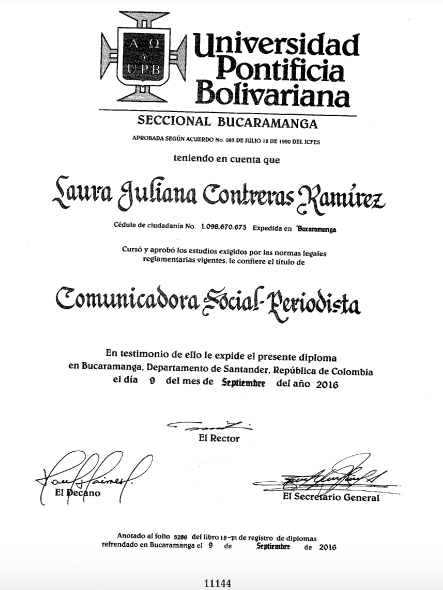 A O
Y
U P B
Universidad
Pontificia
Bolivariana
SECCIONAL BUCARAMANGA
APROBADA SEGÚN ACUERDO No. 085 DE JULIO 12 DE 1990 DEL ICFES
teniendo en cuenta que
Laura Juliana Contreras Ramírez
Cédula de ciudadanía No. 1.098.670.675 Expedida en Bucaramanga
Cursó y aprobó los estudios exigidos por las normas legales
reglamentarias vigentes, le confiere el título de
Comunicadora Social-Periodista
En testimonio de ello le expide el presente diploma
en Bucaramanga, Departamento de Santander, República de Colombia
el día 9 del mes de Septiembre del año 2016
El Rector
El Decano
El Secretario General
Anotado al folio 5250 del libro de registro de diplomas
refrendado en Bucaramanga el 9 de Septiembre de 2016
11144